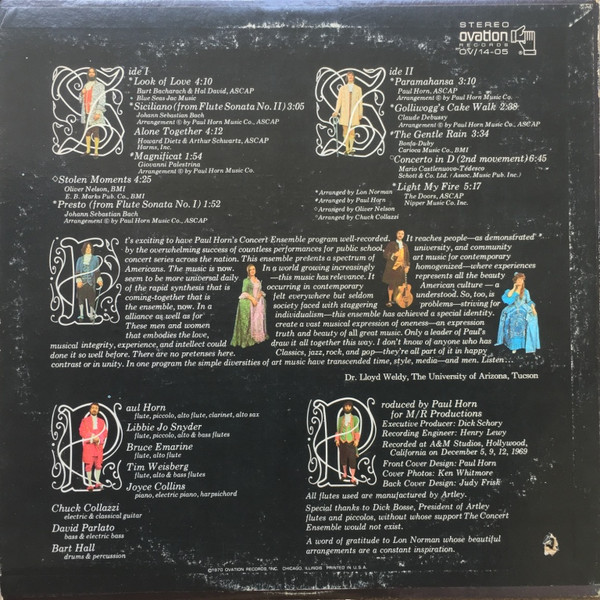 STEREO
ovation
RECORDS
OV/14-05
Side I
*Look of Love 4:10
Burt Bacharach & Hal David, ASCAP
Blue Seas Jac Music
*Siciliano (from Flute Sonata No. II) 3:05
Johann Sebastian Bach
Arrangement © by Paul Horn Music Co., ASCAP
Alone Together 4:12
Howard Dietz & Arthur Schwartz, ASCAP
Harms, Inc.
*Magnificat 1:54
Giovanni Palestrina
Arrangement © by Paul Horn Music Co., ASCAP
◇Stolen Moments 4:25
Oliver Nelson, BMI
E. B. Marks Pub. Co., BMI
*Presto (from Flute Sonata No. I) 1:52
Johann Sebastian Bach
Arrangement © by Paul Horn Music Co., ASCAP
Side II
*Paramahansa 3:10
Paul Horn, ASCAP
Arrangement © by Paul Horn Music Co.
*Golliwogg's Cake Walk 2:38
Claude Debussy
Arrangement © by Paul Horn Music Co., ASCAP
*The Gentle Rain 3:34
Bonfa-Duby
Carioca Music Co., BMI
○Concerto in D (2nd movement) 6:45
Mario Castlenuovo-Tedesco
Schott & Co. Ltd. (Assoc. Music Pub. Inc.)
*Light My Fire 5:17
The Doors, ASCAP
Nipper Music Co. Inc.
*Arranged by Lon Norman
*Arranged by Paul Horn
◇Arranged by Oliver Nelson
○Arranged by Chuck Collazzi
It's exciting to have Paul Horn's Concert Ensemble program well-recorded. It reaches people—as demonstrated
by the overwhelming success of countless performances for public school, university, and community
concert series across the nation. This ensemble presents a spectrum of art music for contemporary
Americans. The music is now. In a world growing increasingly homogenized—where experiences
seem to be more universal daily—this music has relevance. It represents all the beauty
of the rapid synthesis that is occurring in contemporary American culture — a
coming-together that is felt everywhere but seldom understood. So, too, is
the ensemble, now. In a society faced with staggering problems—striving for
alliance as well as for individualism—this ensemble has achieved a special identity.
These men and women create a most musical expression of oneness—an expression
that embodies the love, truth and beauty of all great music. Only a leader of Paul's
musical integrity, experience, and intellect could draw it all together this way. I don't know of anyone who has
done it so well before. There are no pretenses here. Classics, jazz, rock, and pop—they're all part of it in happy
contrast or in unity. In one program the simple diversities of art music have transcended time, style, media—and men. Listen...
Dr. Lloyd Weldy, The University of Arizona, Tucson
Paul Horn
flute, piccolo, alto flute, clarinet, alto sax
Libbie Jo Snyder
flute, piccolo, alto & bass flutes
Bruce Emarine
flute, alto flute
Tim Weisberg
flute, alto & bass flutes
Joyce Collins
piano, electric piano, harpsichord
Chuck Collazzi
electric & classical guitar
David Parlato
bass & electric bass
Bart Hall
drums & percussion
Produced by Paul Horn
for M/R Productions
Executive Producer: Dick Schory
Recording Engineer: Henry Lewy
Recorded at A&M Studios, Hollywood,
California on December 5, 9, 12, 1969
Front Cover Design: Paul Horn
Cover Photos: Ken Whitmore
Back Cover Design: Judy Frisk
All flutes used are manufactured by Artley.
Special thanks to Dick Bosse, President of Artley
flutes and piccolos, without whose support The Concert
Ensemble would not exist.
A word of gratitude to Lon Norman whose beautiful
arrangements are a constant inspiration.
©1970 OVATION RECORDS, INC. CHICAGO, ILLINOIS PRINTED IN U.S.A.